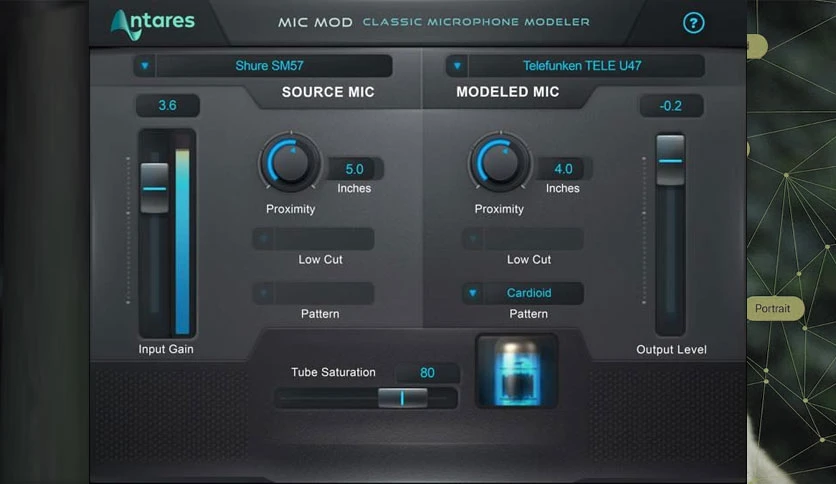 Antares
MIC MOD CLASSIC MICROPHONE MODELER ?
Shure SM57
Telefunken TELE U47
SOURCE MIC
MODELED MIC
3.6
-0.2
5.0
Inches
Proximity
4.0
Inches
Proximity
Low Cut
Low Cut
Cardioid
Pattern
Pattern
Input Gain
Output Level
Tube Saturation 80
Portrait